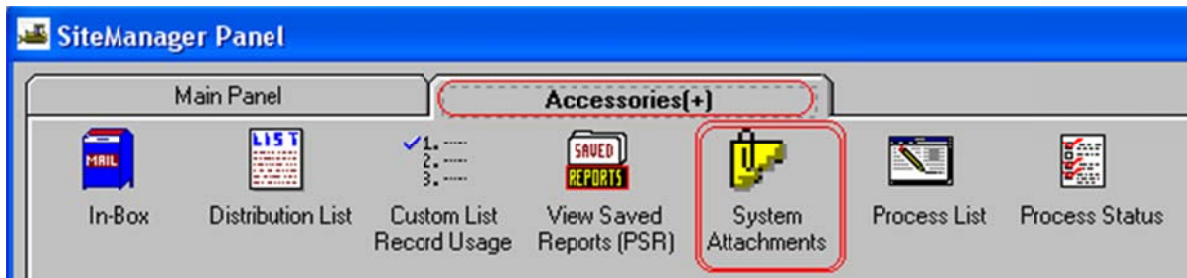 SiteManager Panel
Main Panel
Accessories(+)
MAIL
LIST
1.
2.
3.
SAVED
REPORTS
In-Box
Distribution List
Custom List
Record Usage
View Saved
Reports (PSR)
System
Attachments
Process List
Process Status